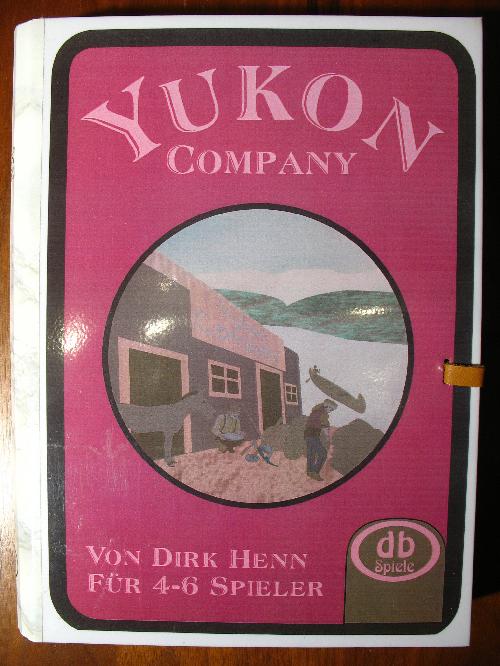 YUKON
COMPANY
VON DIRK HENN
FÜR 4-6 SPIELER
db
Spiele